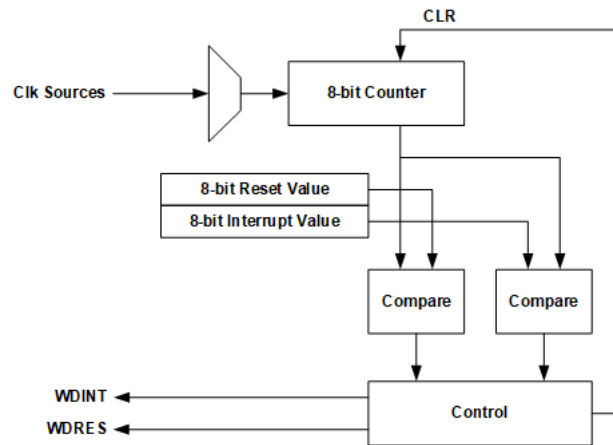 CLR
Clk Sources
8-bit Counter
8-bit Reset Value
8-bit Interrupt Value
Compare
Compare
WDINT
Control
WDRES